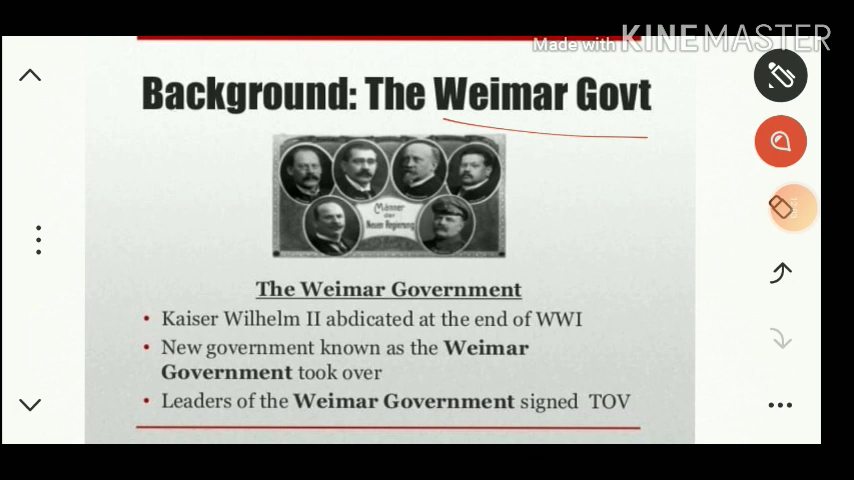 Made with KINEMASTER
Background: The Weimar Govt
Männer
der
Neuen Regierung
The Weimar Government
• Kaiser Wilhelm II abdicated at the end of WWI
• New government known as the Weimar
Government took over
• Leaders of the Weimar Government signed TOV